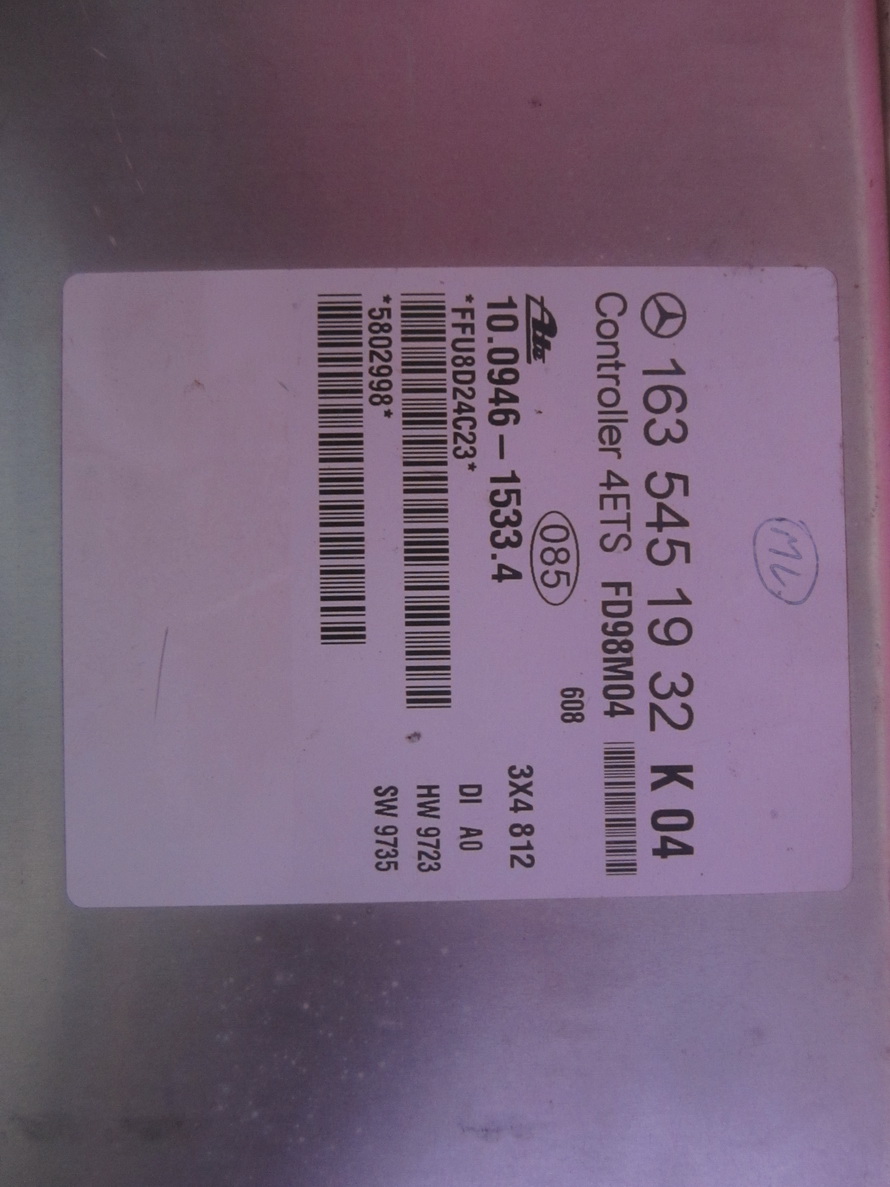 ML
163 545 19 32 K 04
Controller 4ETS FD98M04
Ate
085
608
10.0946-1533.4
3X4 812
*FFU8D24C23*
DI A0
HW 9723
*5802998*
SW 9735